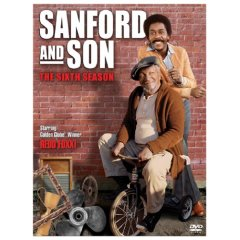 SANFORD
AND SON
THE SIXTH SEASON
Starring
Golden Globe® Winner
REDD FOXX!
DVD